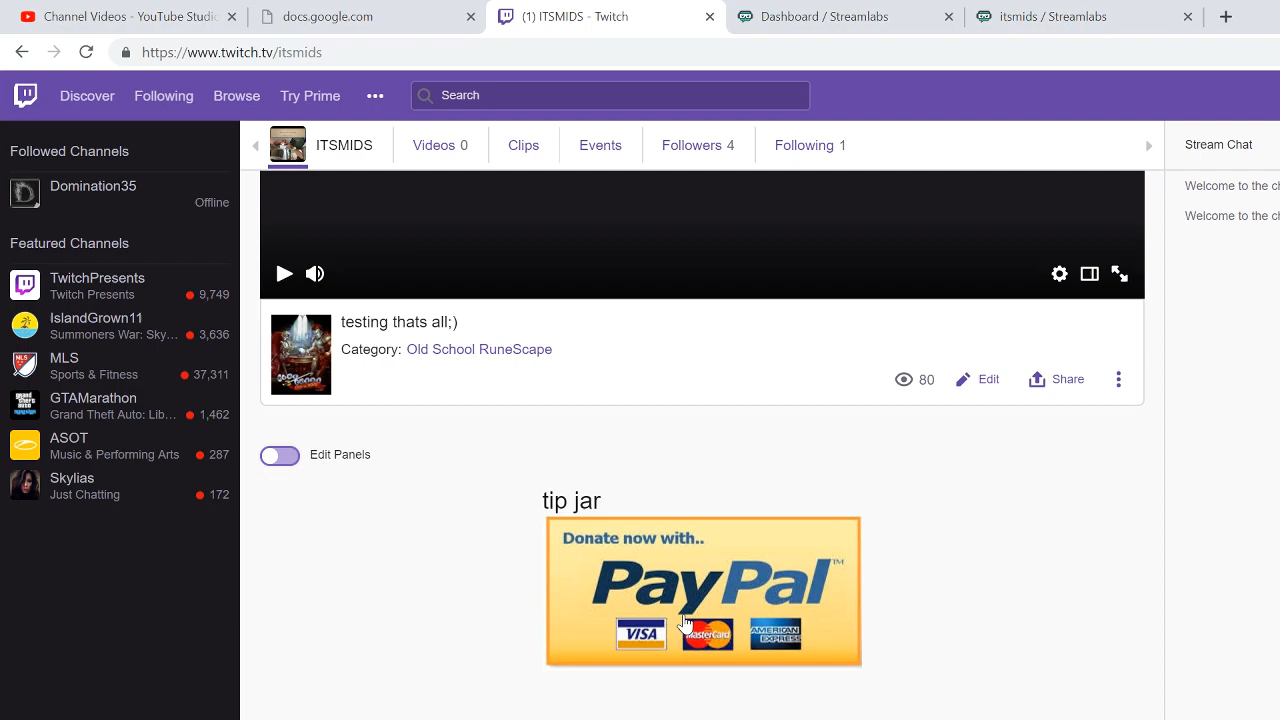 Channel Videos - YouTube Studio
docs.google.com
(1) ITSMIDS - Twitch
Dashboard / Streamlabs
itsmids / Streamlabs
https://www.twitch.tv/itsmids
Discover
Following
Browse
Try Prime
Search
Followed Channels
Domination35
Offline
Featured Channels
TwitchPresents
Twitch Presents
9,749
IslandGrown11
Summoners War: Sky...
3,636
MLS
Sports & Fitness
37,311
GTAMarathon
Grand Theft Auto: Lib...
1,462
ASOT
Music & Performing Arts
287
Skylias
Just Chatting
172
ITSMIDS
Videos 0
Clips
Events
Followers 4
Following 1
testing thats all;)
Category: Old School RuneScape
80
Edit
Share
Edit Panels
tip jar
Donate now with..
PayPal™
VISA
MasterCard
AMERICAN EXPRESS
Stream Chat
Welcome to the ch
Welcome to the ch